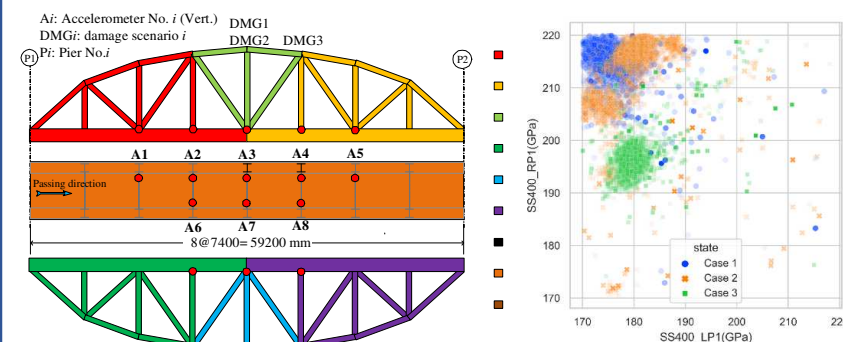 Ai: Accelerometer No. i (Vert.)
DMGi: damage scenario i
Pi: Pier No.i
DMG1
DMG2 DMG3
P1
P2
A1 A2 A3 A4 A5
Passing direction
A6 A7 A8
8@7400= 59200 mm
220
210
200
190
180
170
SS400_RP1(GPa)
state
Case 1
Case 2
Case 3
170 180 190 200 210 22
SS400_LP1(GPa)